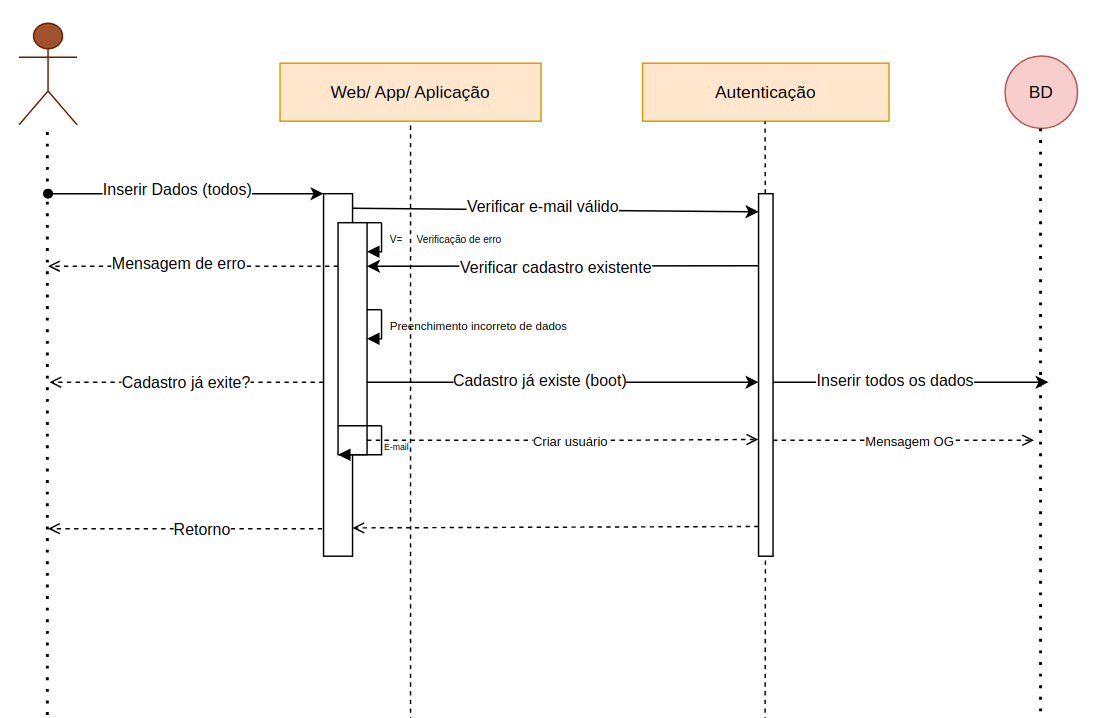 Web/ App/ Aplicação
Autenticação
BD
Inserir Dados (todos)
Verificar e-mail válido
V= Verificação de erro
Mensagem de erro
Verificar cadastro existente
Preenchimento incorreto de dados
Cadastro já exite?
Cadastro já existe (boot)
Inserir todos os dados
Criar usuário
Mensagem OG
E-mail
Retorno